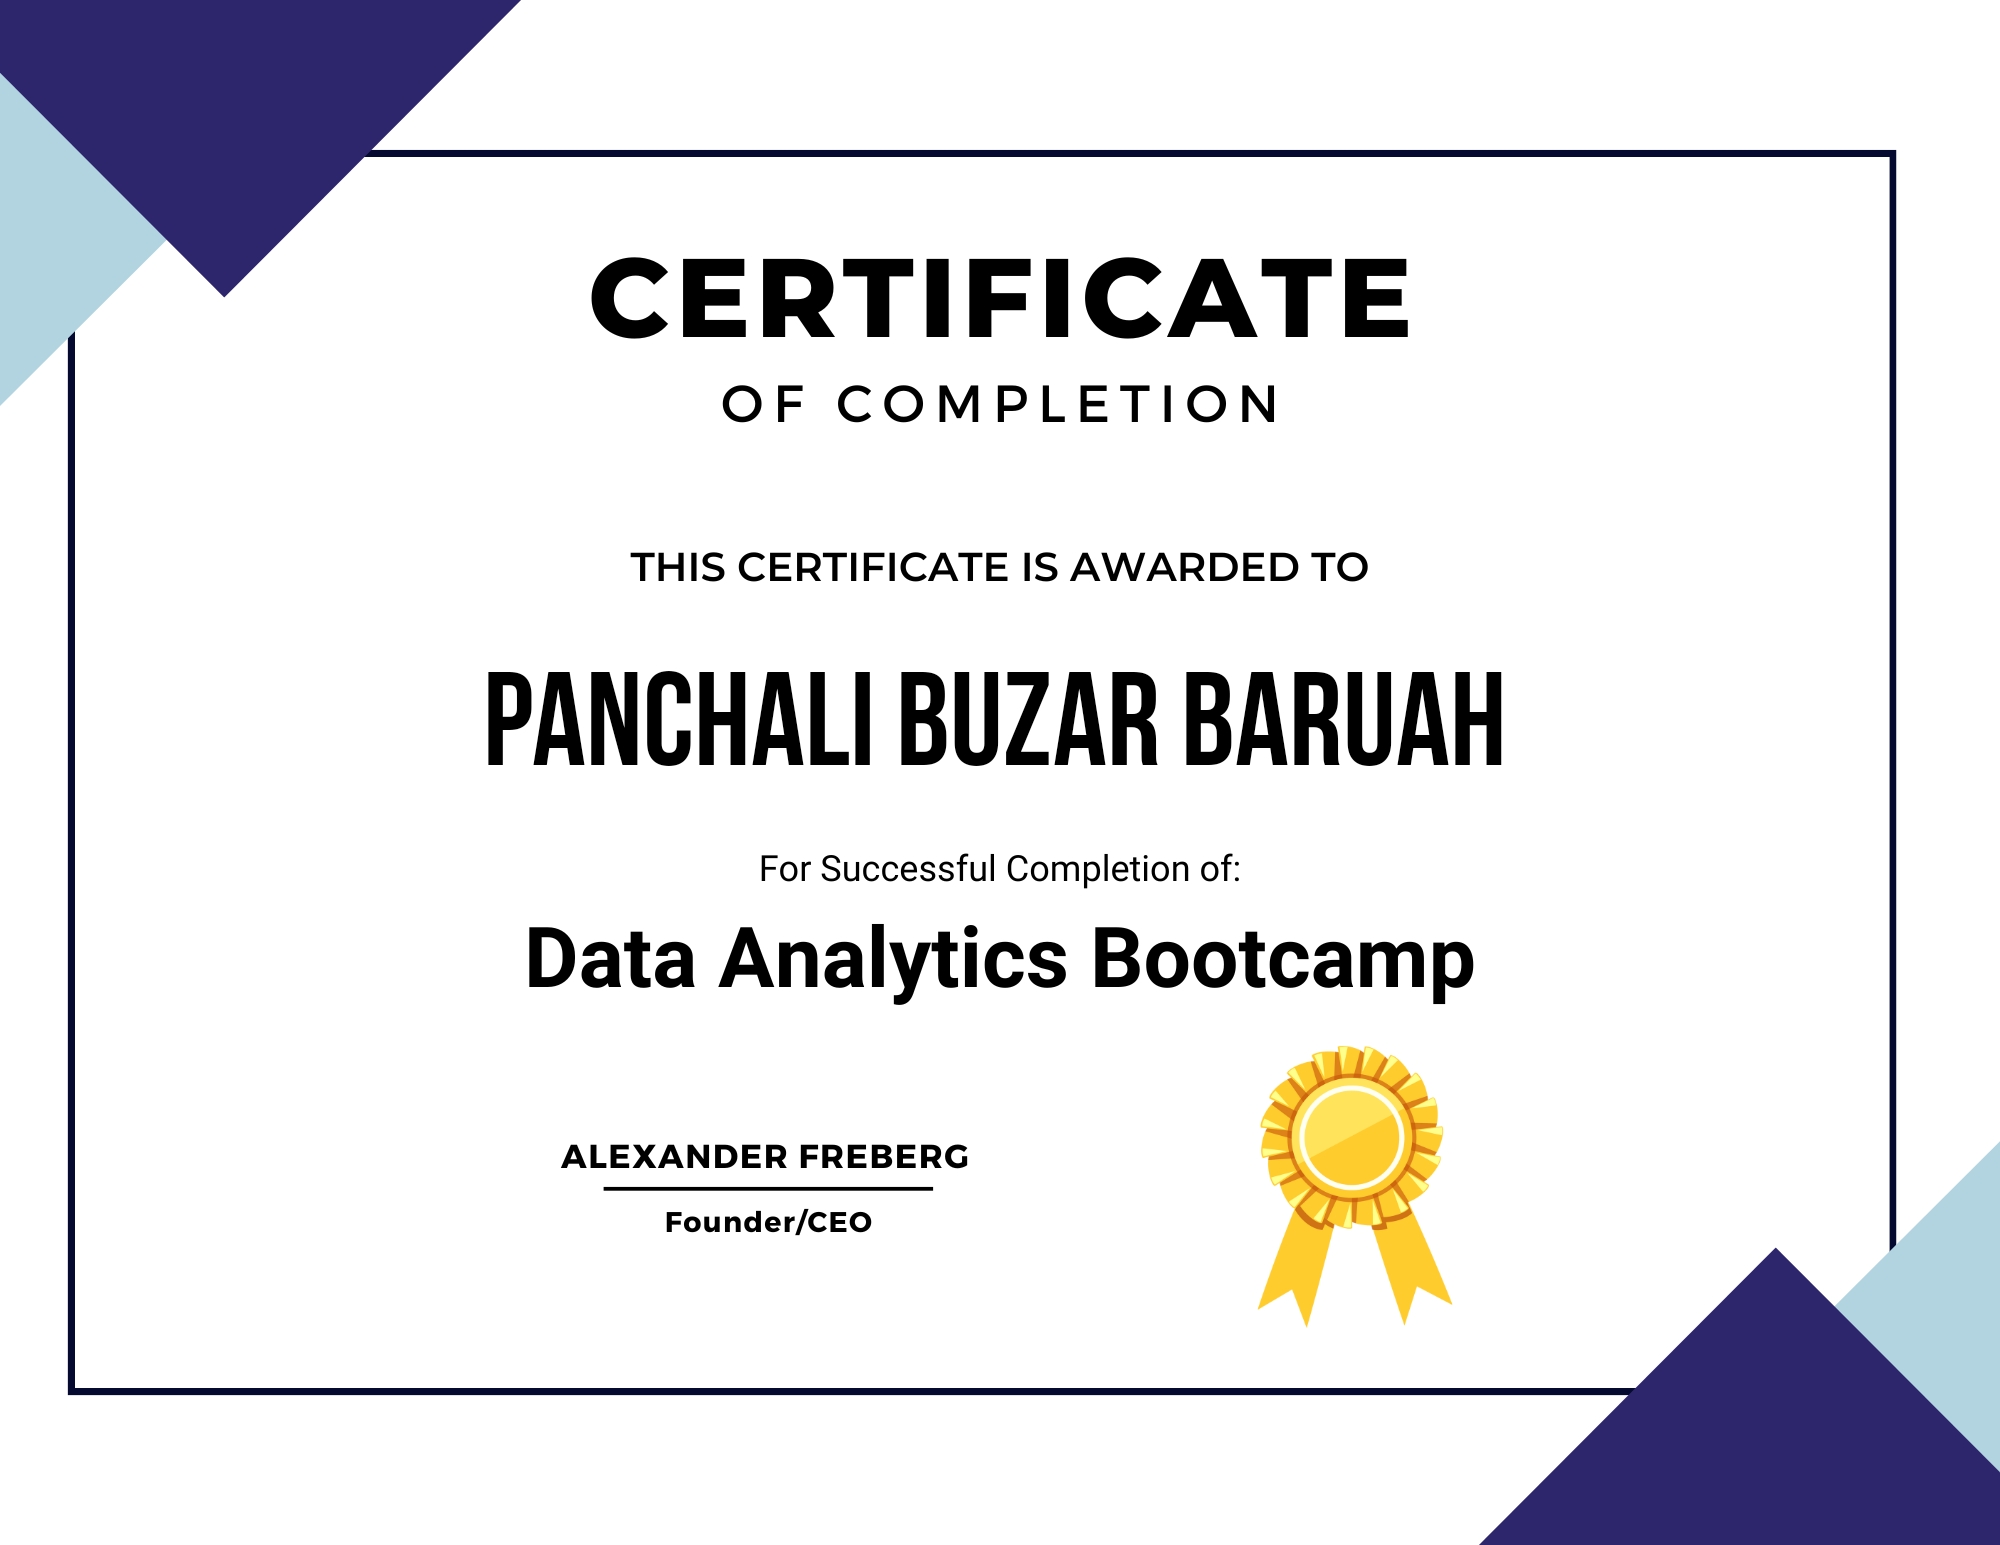 CERTIFICATE
OF COMPLETION
THIS CERTIFICATE IS AWARDED TO
PANCHALI BUZAR BARUAH
For Successful Completion of:
Data Analytics Bootcamp
ALEXANDER FREBERG
Founder/CEO